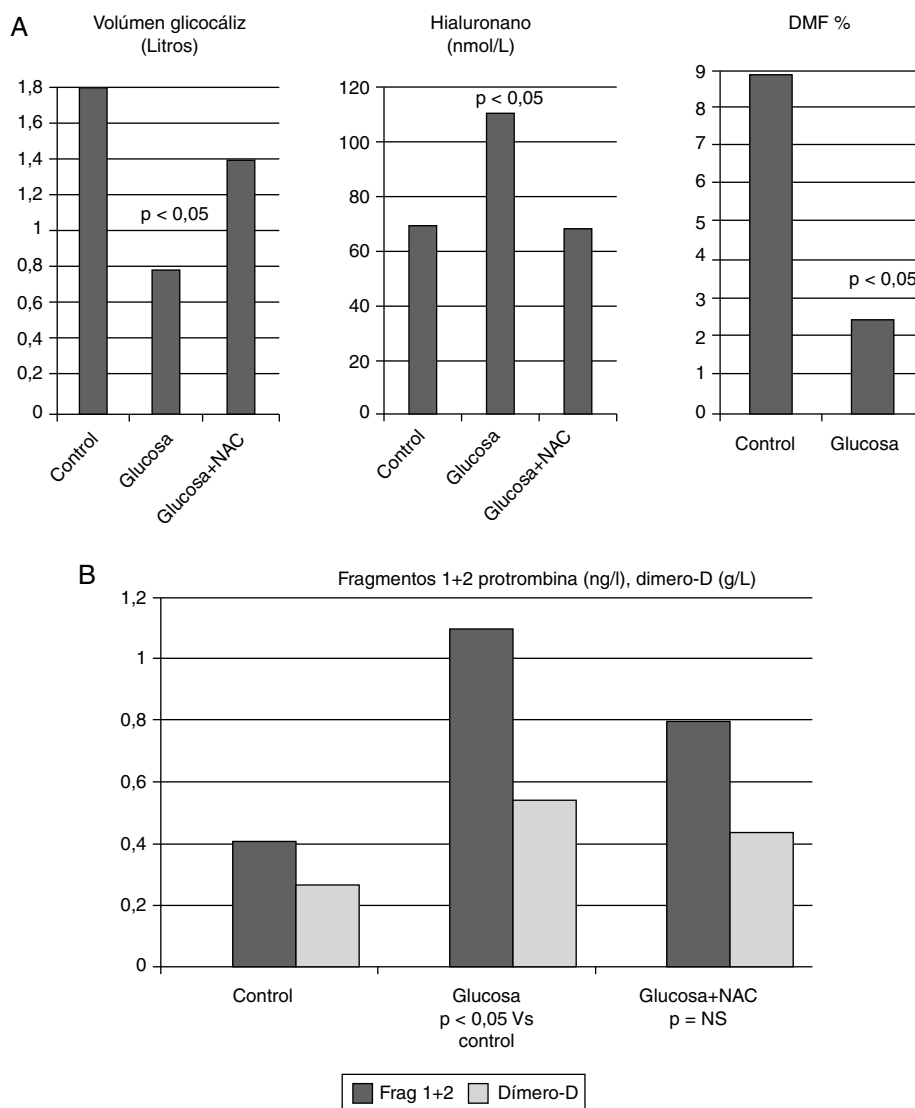 A
Volúmen glicocáliz
(Litros)
1,8
1,6
1,4
1,2
1
0,8
0,6
0,4
0,2
0
p < 0,05
Control
Glucosa
Glucosa+NAC
Hialuronano
(nmol/L)
120
100
80
60
40
20
0
p < 0,05
Control
Glucosa
Glucosa+NAC
DMF %
9
8
7
6
5
4
3
2
1
0
p < 0,05
Control
Glucosa
B
Fragmentos 1+2 protrombina (ng/l), dimero-D (g/L)
1,2
1
0,8
0,6
0,4
0,2
0
Control
Glucosa
p < 0,05 Vs
control
Glucosa+NAC
p = NS
Frag 1+2
Dímero-D